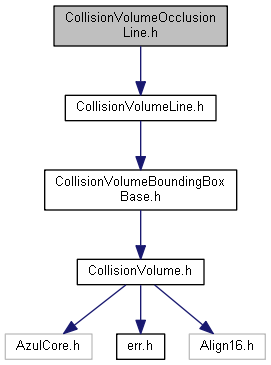 CollisionVolumeOcclusion
Line.h
CollisionVolumeLine.h
CollisionVolumeBoundingBox
Base.h
CollisionVolume.h
AzulCore.h
err.h
Align16.h